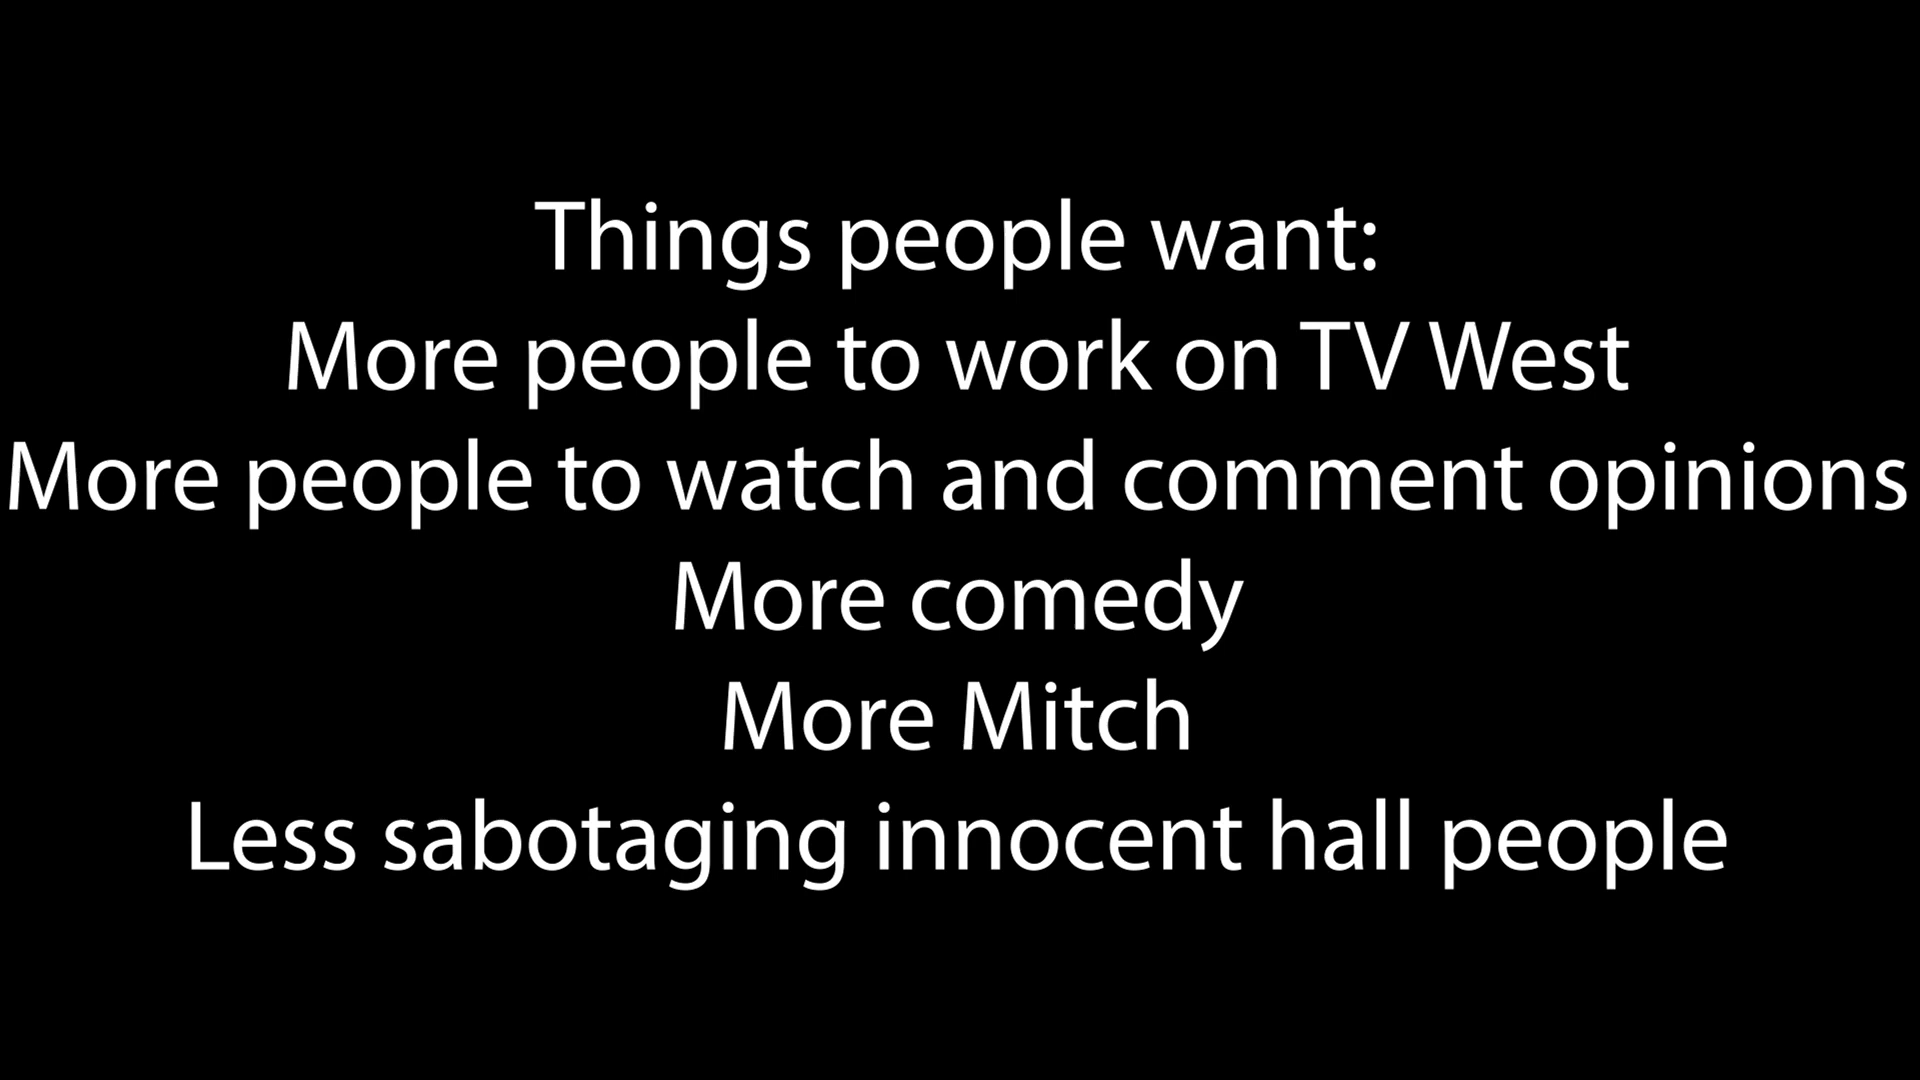 Things people want:
More people to work on TV West
More people to watch and comment opinions
More comedy
More Mitch
Less sabotaging innocent hall people